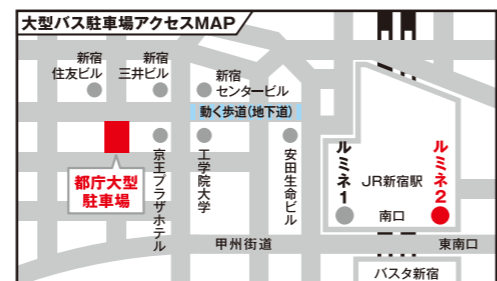 大型バス駐車場アクセスMAP
新宿
住友ビル
新宿
三井ビル
新宿
センタービル
動く歩道(地下道)
都庁大型
駐車場
京王プラザホテル
工学院大学
安田生命ビル
ルミネ1
JR新宿駅
ルミネ2
南口
甲州街道
東南口
バスタ新宿